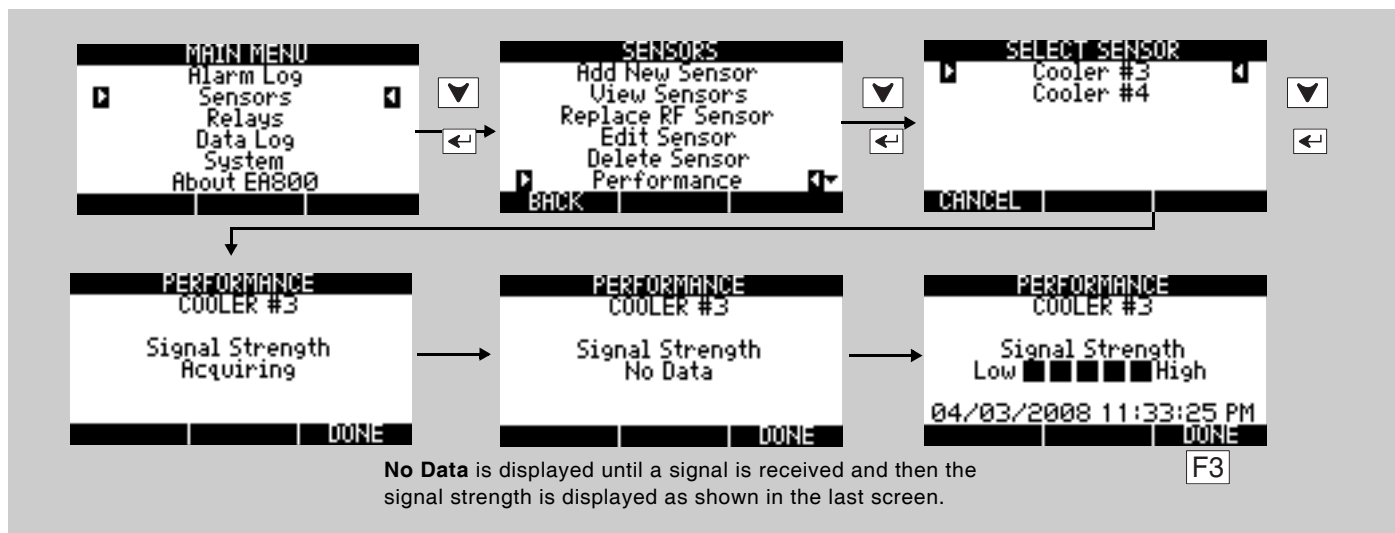 MAIN MENU
Alarm Log
Sensors
Relays
Data Log
System
About EA800
SENSORS
Add New Sensor
View Sensors
Replace RF Sensor
Edit Sensor
Delete Sensor
Performance
BACK
SELECT SENSOR
Cooler #3
Cooler #4
CANCEL
PERFORMANCE
COOLER #3
Signal Strength
Acquiring
DONE
PERFORMANCE
COOLER #3
Signal Strength
No Data
DONE
PERFORMANCE
COOLER #3
Signal Strength
Low High
04/03/2008 11:33:25 PM
DONE
F3
No Data is displayed until a signal is received and then the
signal strength is displayed as shown in the last screen.